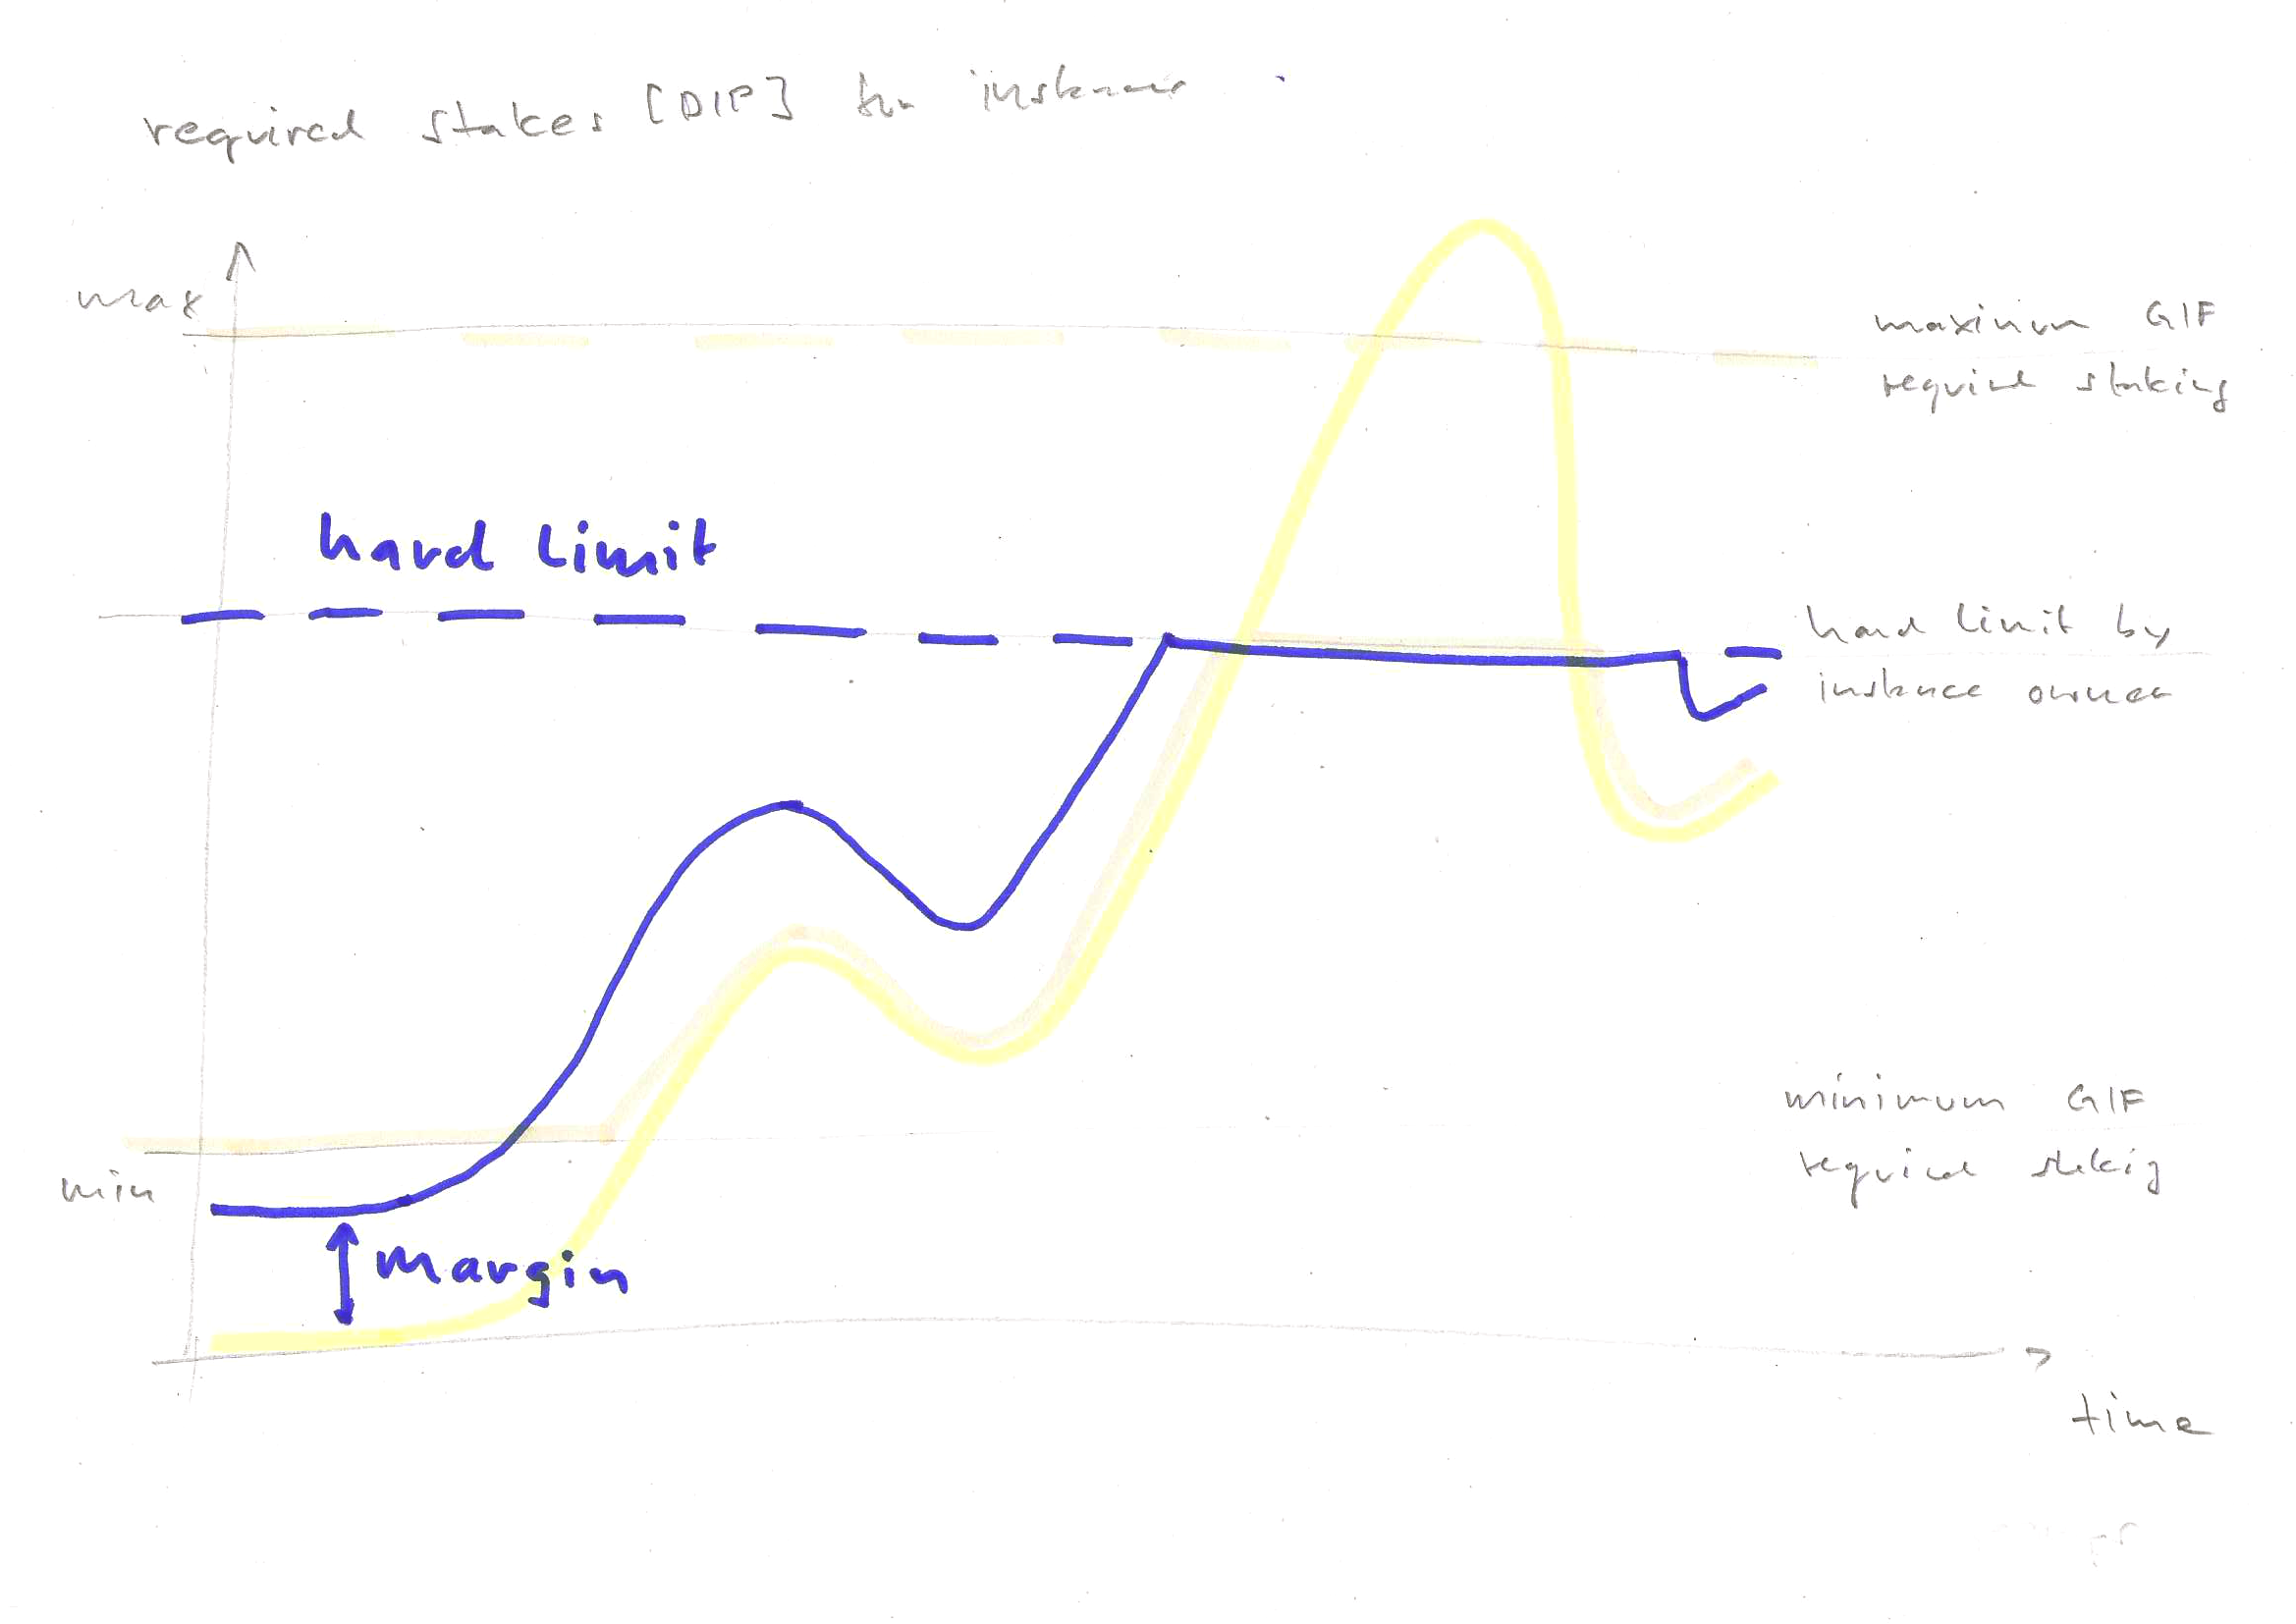 required stakes [DIP] for instance
max
maximum GIF
required staking
hard limit
hard limit by
instance owner
minimum GIF
required staking
min
margin
time